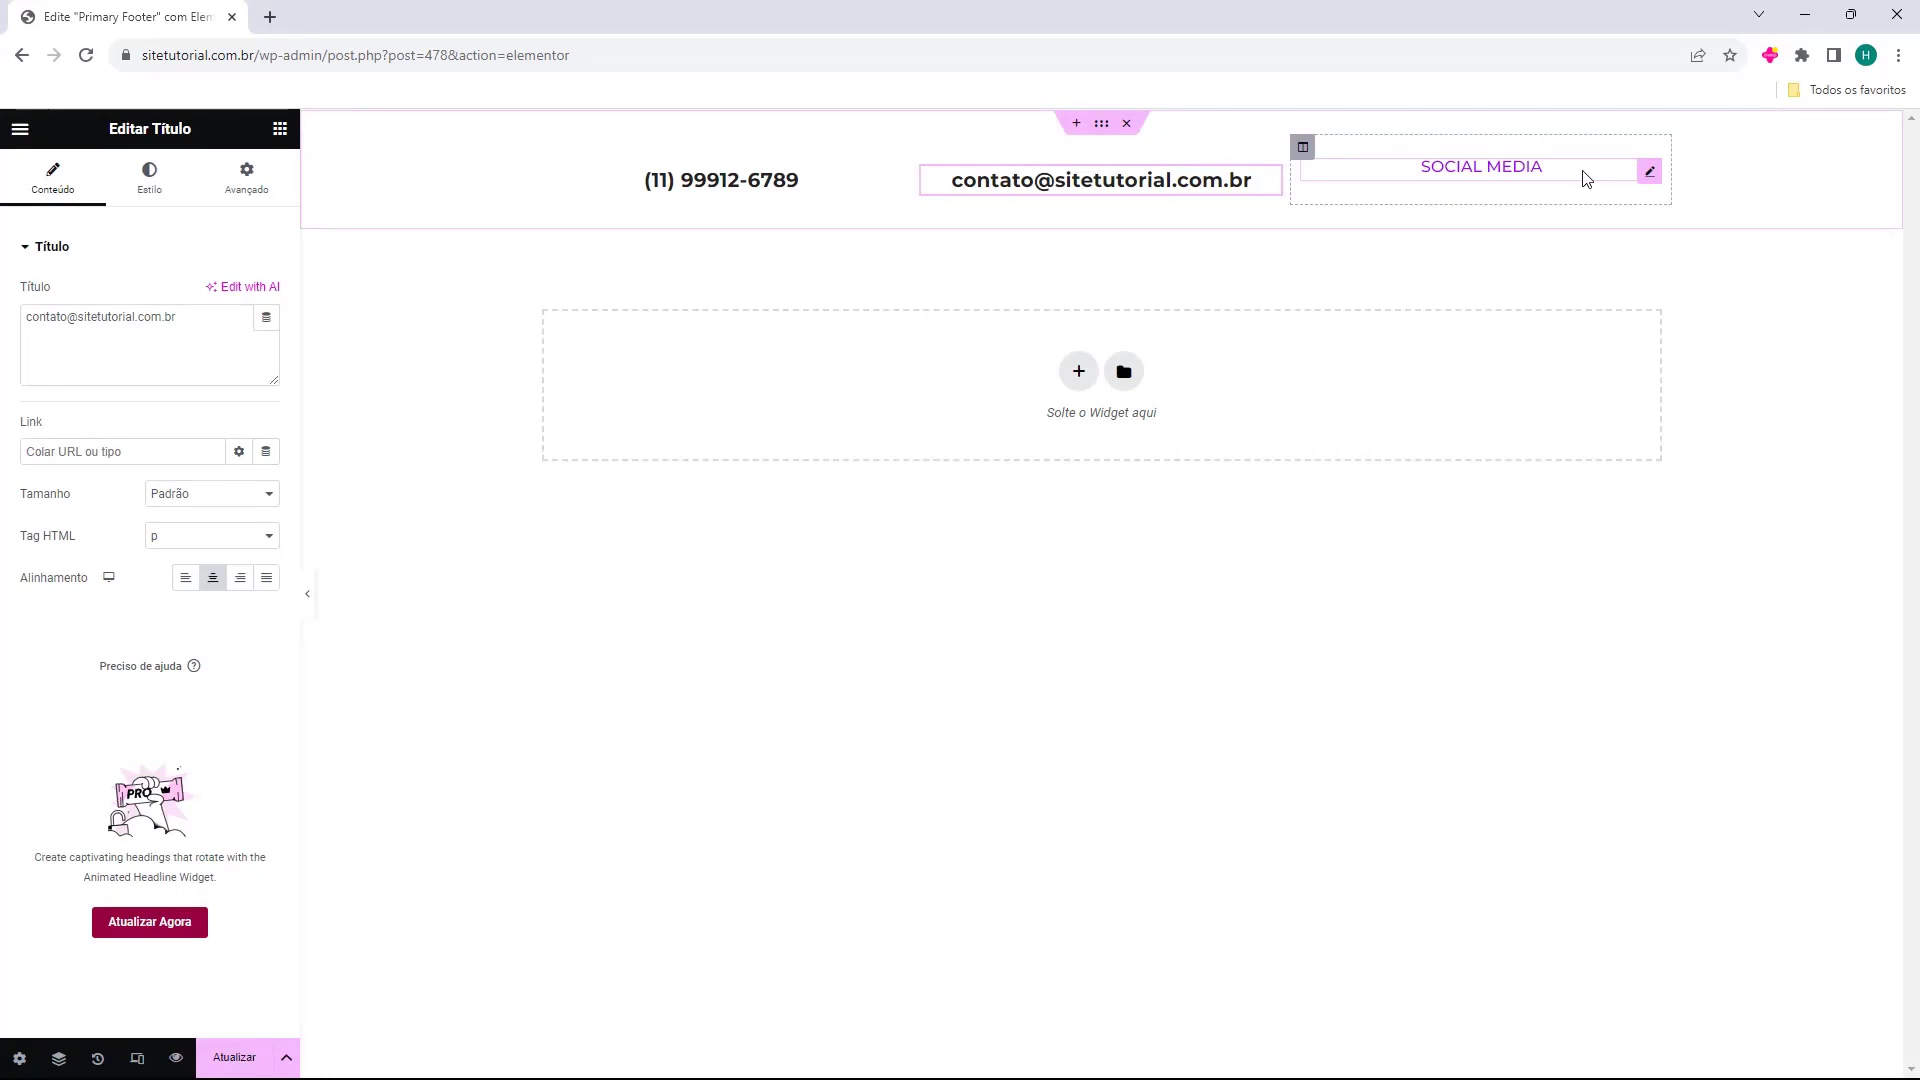 Edite "Primary Footer" com Elem
sitetutorial.com.br/wp-admin/post.php?post=478&action=elementor
H
Todos os favoritos
Editar Título
Conteúdo
Estilo
Avançado
Título
Título
Edit with AI
contato@sitetutorial.com.br
Link
Colar URL ou tipo
Tamanho
Padrão
Tag HTML
p
Alinhamento
Preciso de ajuda ?
PRO
Create captivating headings that rotate with the
Animated Headline Widget.
Atualizar Agora
Atualizar
(11) 99912-6789
contato@sitetutorial.com.br
SOCIAL MEDIA
Solte o Widget aqui